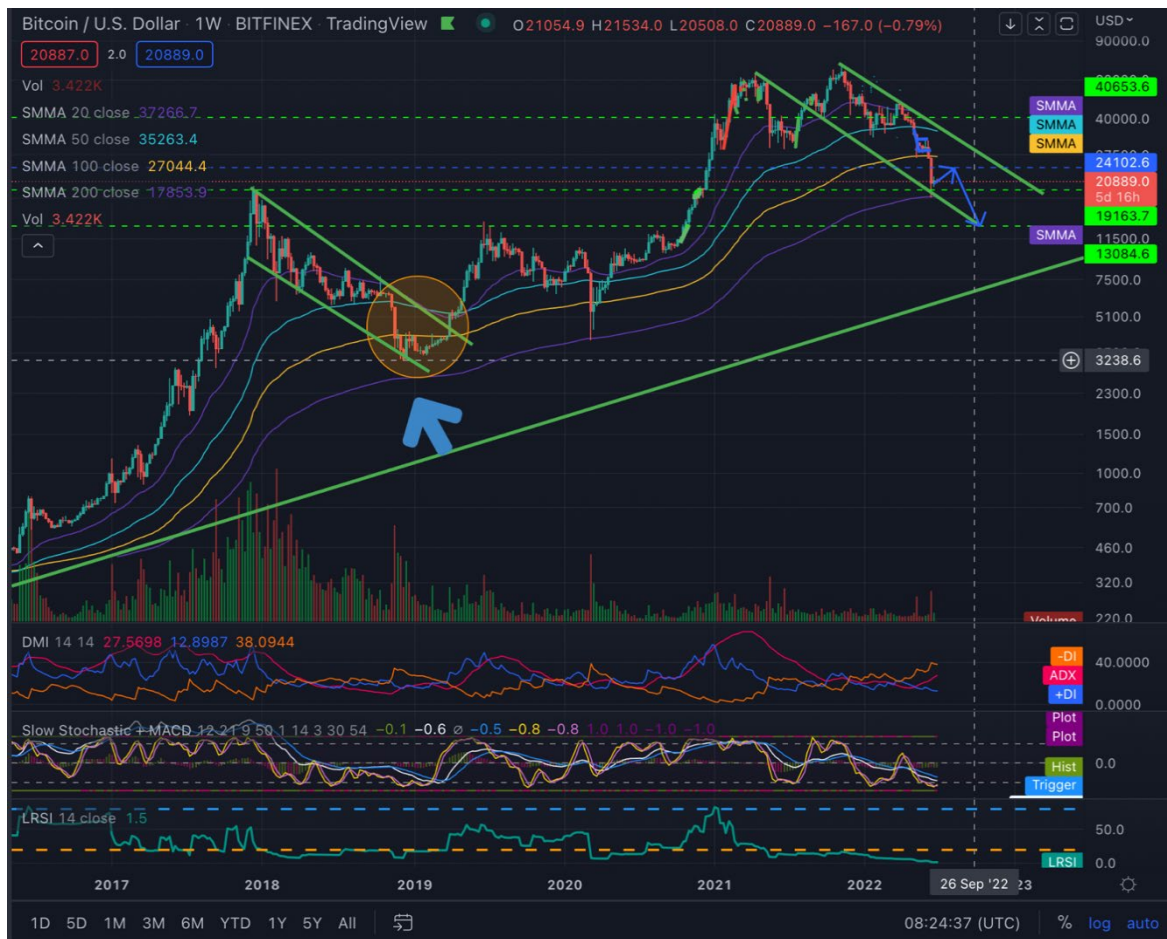 Bitcoin / U.S. Dollar · 1W · BITFINEX · TradingView O21054.9 H21534.0 L20508.0 C20889.0 −167.0 (−0.79%)
USD
20887.0 2.0 20889.0
90000.0
Vol 3.422K
40653.6
SMMA 20 close 37266.7
SMMA
40000.0
SMMA 50 close 35263.4
SMMA
SMMA 100 close 27044.4
SMMA
24102.6
SMMA 200 close 17853.9
20889.0
5d 16h
Vol 3.422K
19163.7
SMMA
11500.0
13084.6
7500.0
5100.0
3238.6
2300.0
1500.0
1000.0
700.0
460.0
320.0
220.0
Volume
DMI 14 14 27.5698 12.8987 38.0944
-DI
40.0000
ADX
+DI
0.0000
Plot
Slow Stochastic + MACD 12 21 9 50 1 14 3 30 54 −0.1 −0.6 ∅ −0.5 −0.8 −0.8 1.0 1.0 −1.0 −1.0
Plot
Hist
0.0
Trigger
LRSI 14 close 1.5
50.0
LRSI
0.0
2017 2018 2019 2020 2021 2022 26 Sep '22 23
1D 5D 1M 3M 6M YTD 1Y 5Y All 08:24:37 (UTC) % log auto